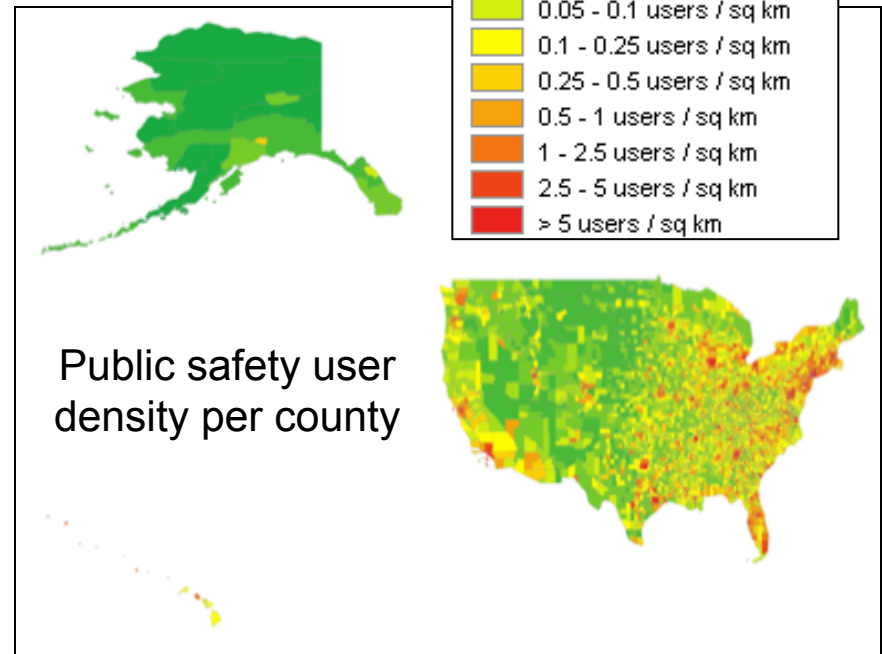 0.05 - 0.1 users / sq km
0.1 - 0.25 users / sq km
0.25 - 0.5 users / sq km
0.5 - 1 users / sq km
1 - 2.5 users / sq km
2.5 - 5 users / sq km
> 5 users / sq km
Public safety user
density per county